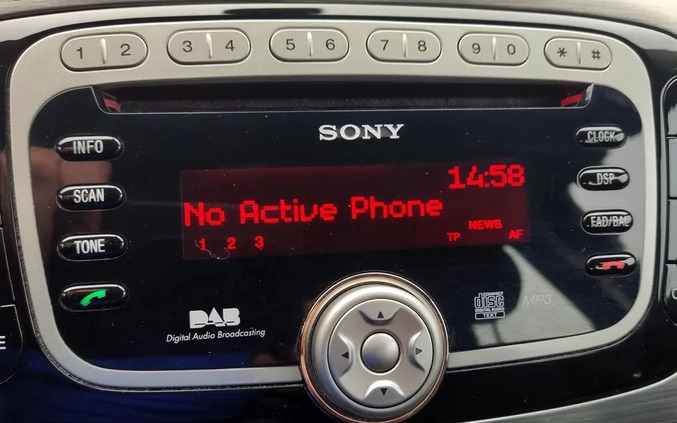 1 2 3 4 5 6 7 8 9 0 * #
SONY
INFO
CLOCK
14:58
SCAN
DSP
No Active Phone
NEWS
FAD/BAL
1 2 3
TP AF
TONE
DAB
Digital Audio Broadcasting
COMPACT
disc
DIGITAL AUDIO
TEXT
MP3
E